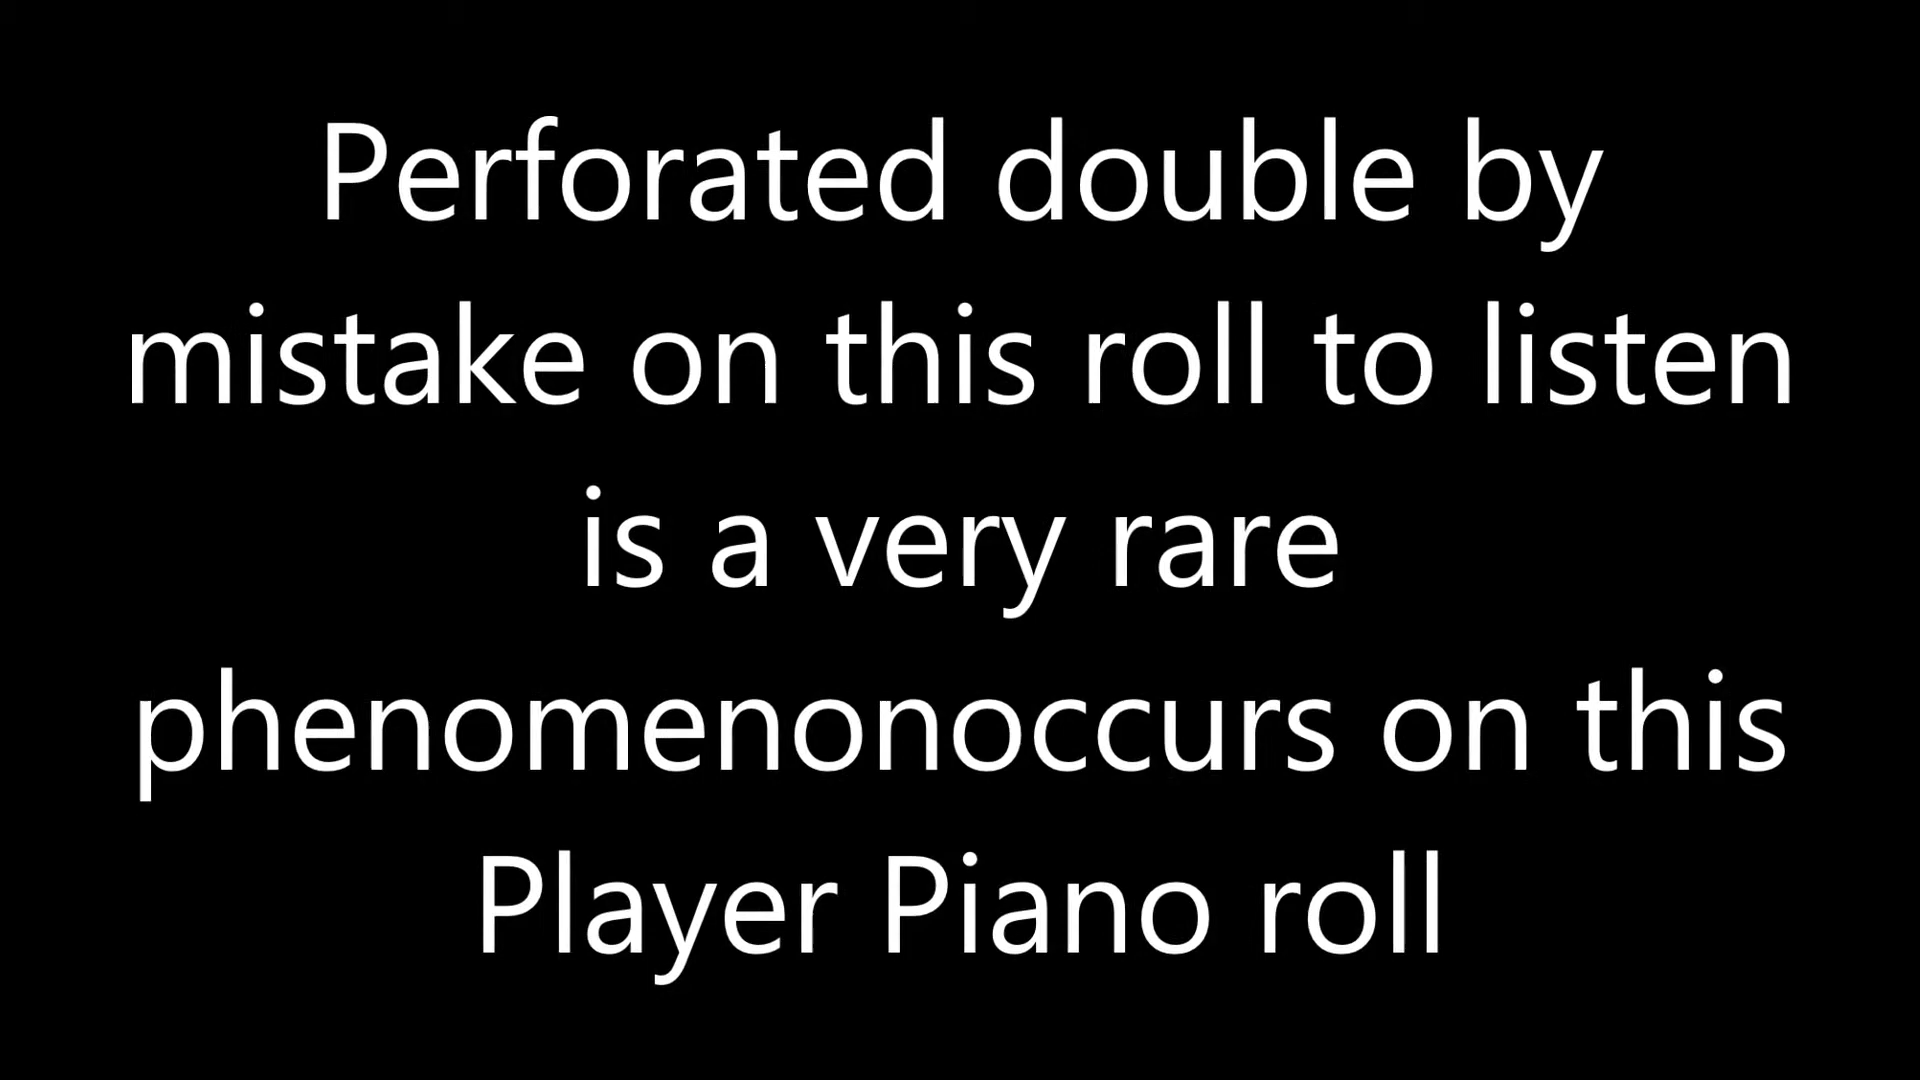 Perforated double by
mistake on this roll to listen
is a very rare
phenomenonoccurs on this
Player Piano roll